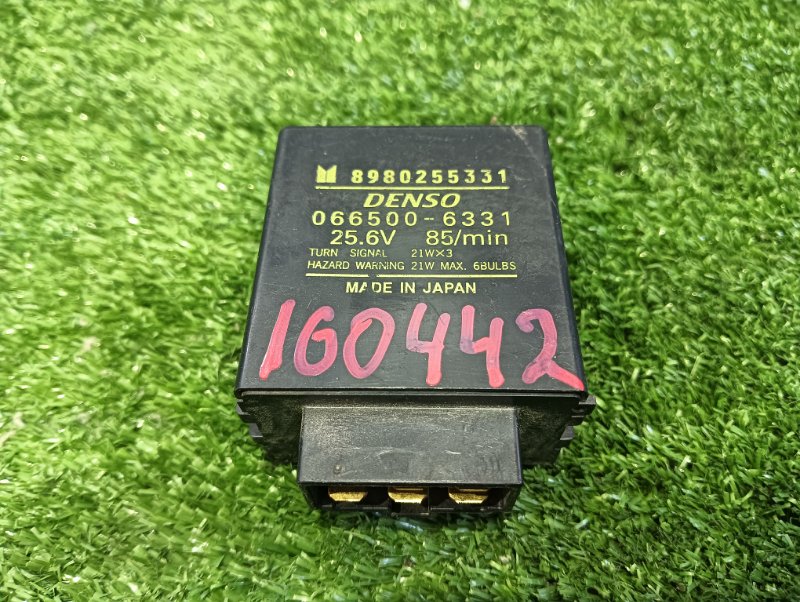 8980255331
DENSO
066500-6331
25.6V 85/min
TURN SIGNAL 21W×3
HAZARD WARNING 21W MAX. 6BULBS
MADE IN JAPAN
160442